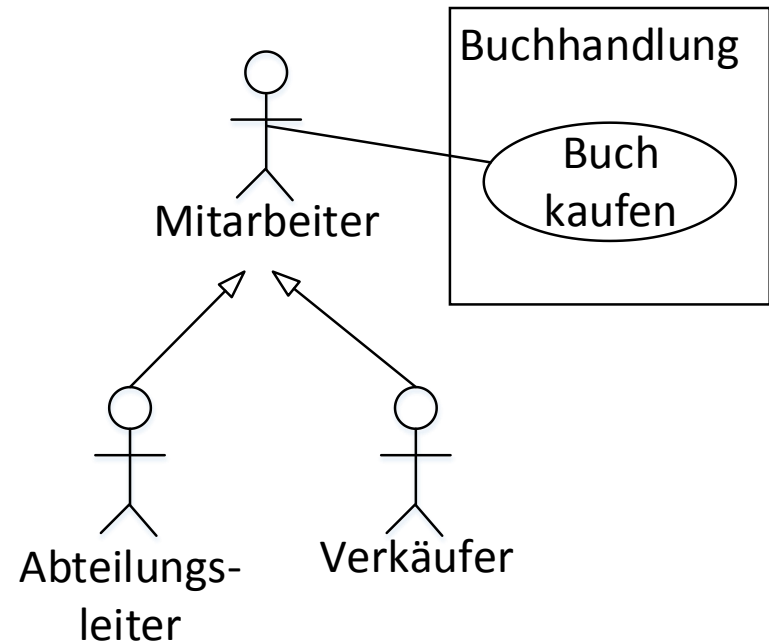 Buchhandlung
Buch
kaufen
Mitarbeiter
Abteilungs-
leiter
Verkäufer